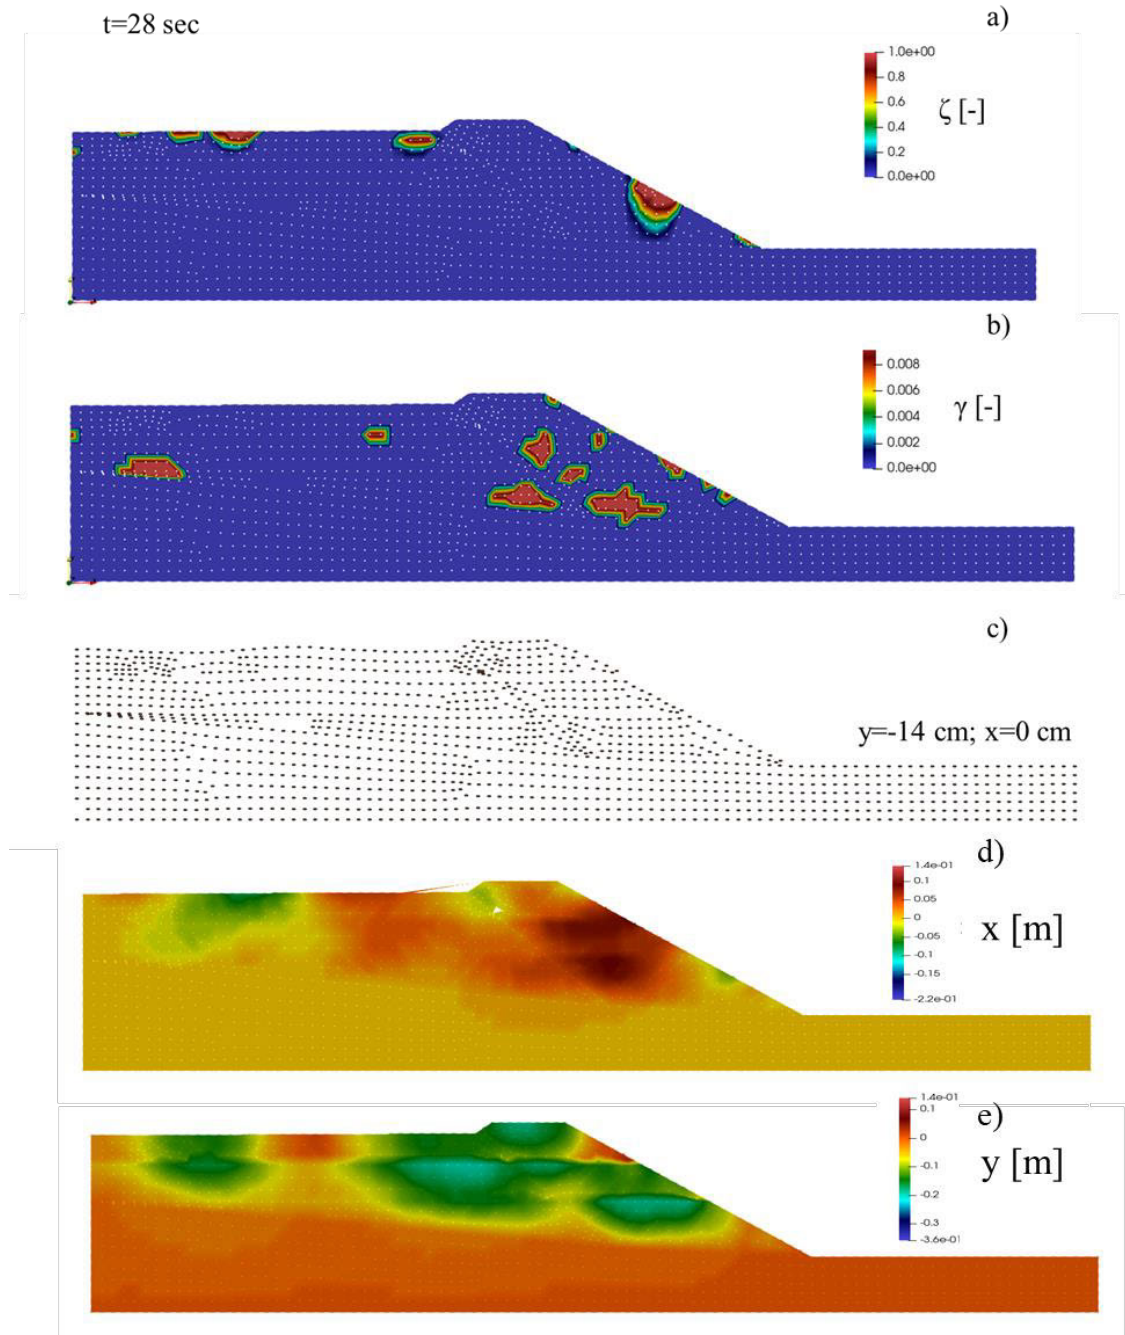 t=28 sec
a)
1.0e+00
0.8
0.6
0.4
0.2
0.0e+00
ζ [-]
b)
0.008
0.006
0.004
0.002
0.0e+00
γ [-]
c)
y=-14 cm; x=0 cm
d)
1.4e-01
0.1
0.05
0
-0.05
-0.1
-0.15
-2.2e-01
x [m]
e)
1.4e-01
0.1
0
-0.1
-0.2
-0.3
-3.6e-01
y [m]